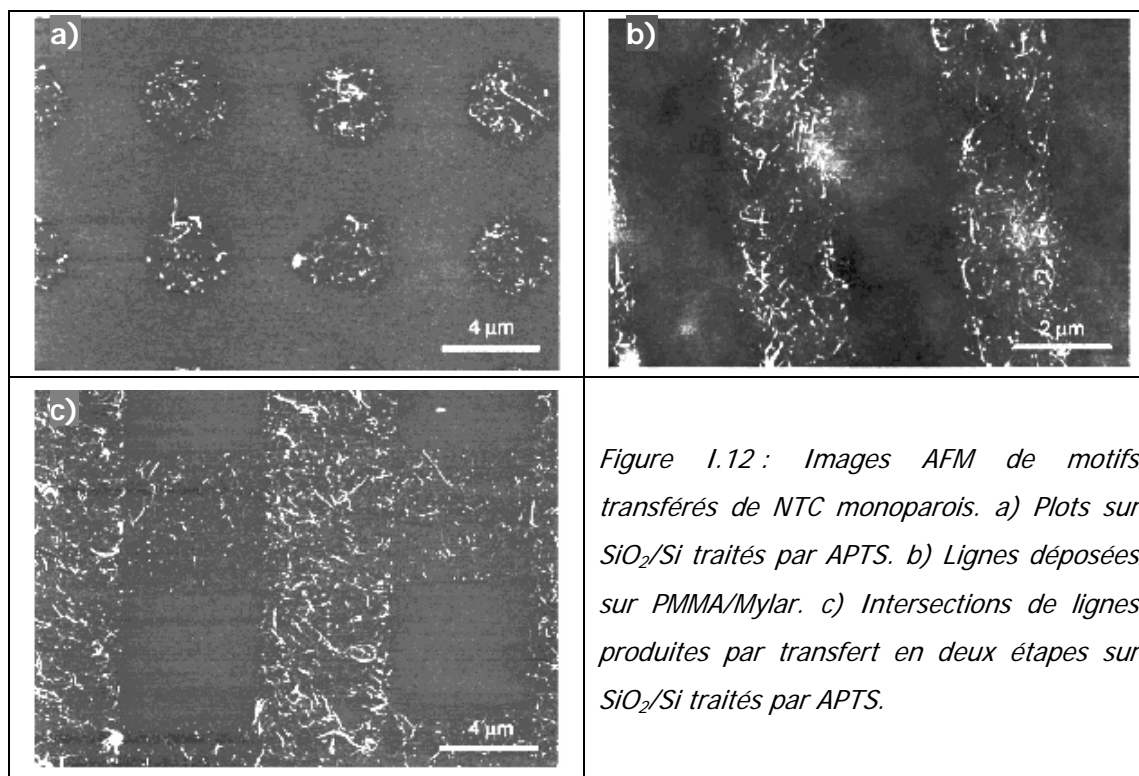 a)
4 µm
b)
2 µm
c)
4 µm
Figure I.12 : Images AFM de motifs
transférés de NTC monoparois. a) Plots sur
SiO₂/Si traités par APTS. b) Lignes déposées
sur PMMA/Mylar. c) Intersections de lignes
produites par transfert en deux étapes sur
SiO₂/Si traités par APTS.